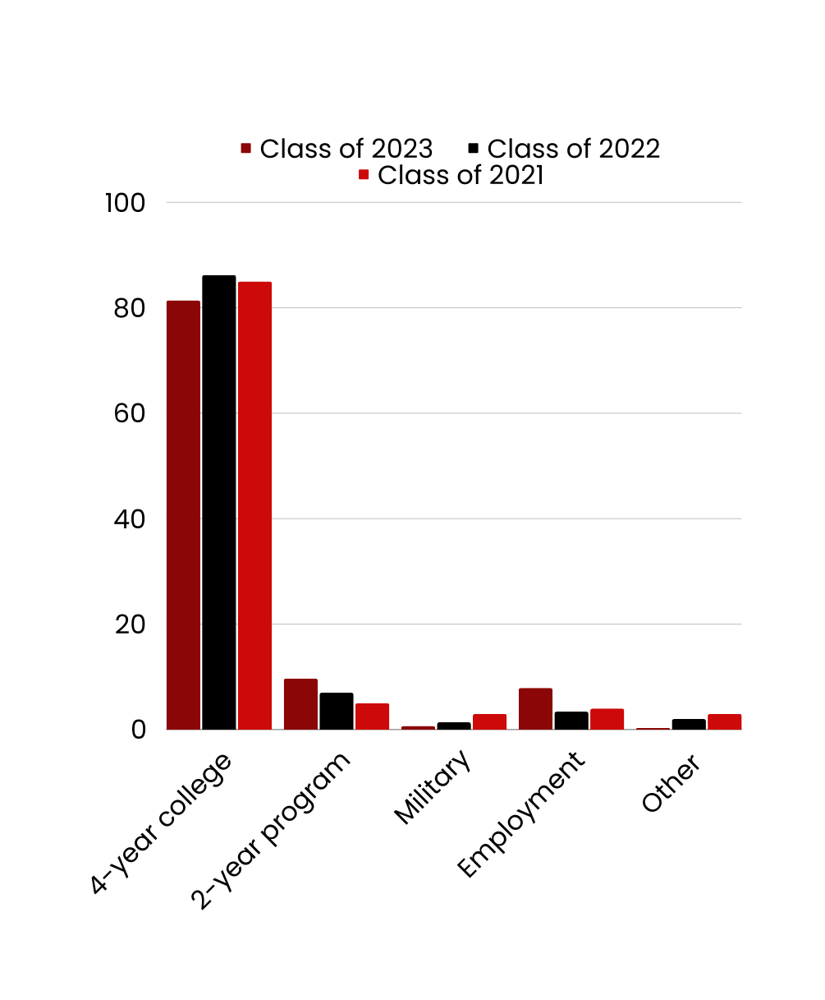 Class of 2023 Class of 2022
Class of 2021
100
80
60
40
20
0
4-year college
2-year program
Military
Employment
Other